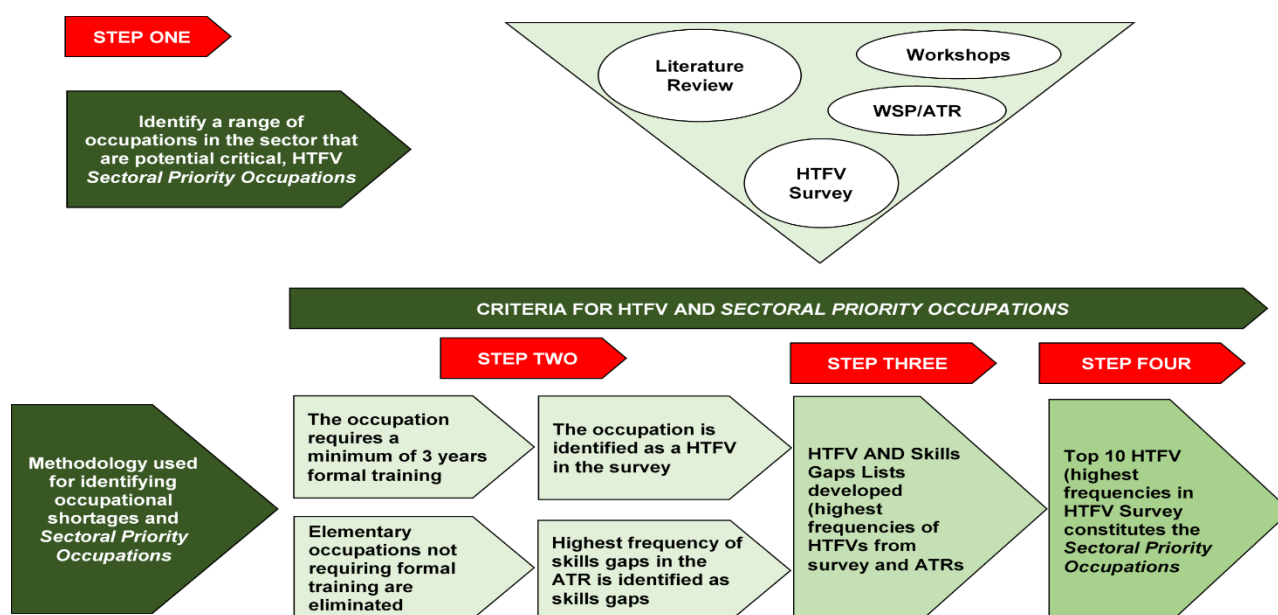 STEP ONE
Identify a range of
occupations in the sector that
are potential critical, HTFV
Sectoral Priority Occupations
Literature
Review
Workshops
WSP/ATR
HTFV
Survey
CRITERIA FOR HTFV AND SECTORAL PRIORITY OCCUPATIONS
STEP TWO
STEP THREE
STEP FOUR
Methodology used
for identifying
occupational
shortages and
Sectoral Priority
Occupations
The occupation
requires a
minimum of 3 years
formal training
The occupation is
identified as a HTFV
in the survey
Elementary
occupations not
requiring formal
training are
eliminated
Highest frequency of
skills gaps in the
ATR is identified as
skills gaps
HTFV AND Skills
Gaps Lists
developed
(highest
frequencies of
HTFVs from
survey and ATRs
Top 10 HTFV
(highest
frequencies in
HTFV Survey
constitutes the
Sectoral Priority
Occupations